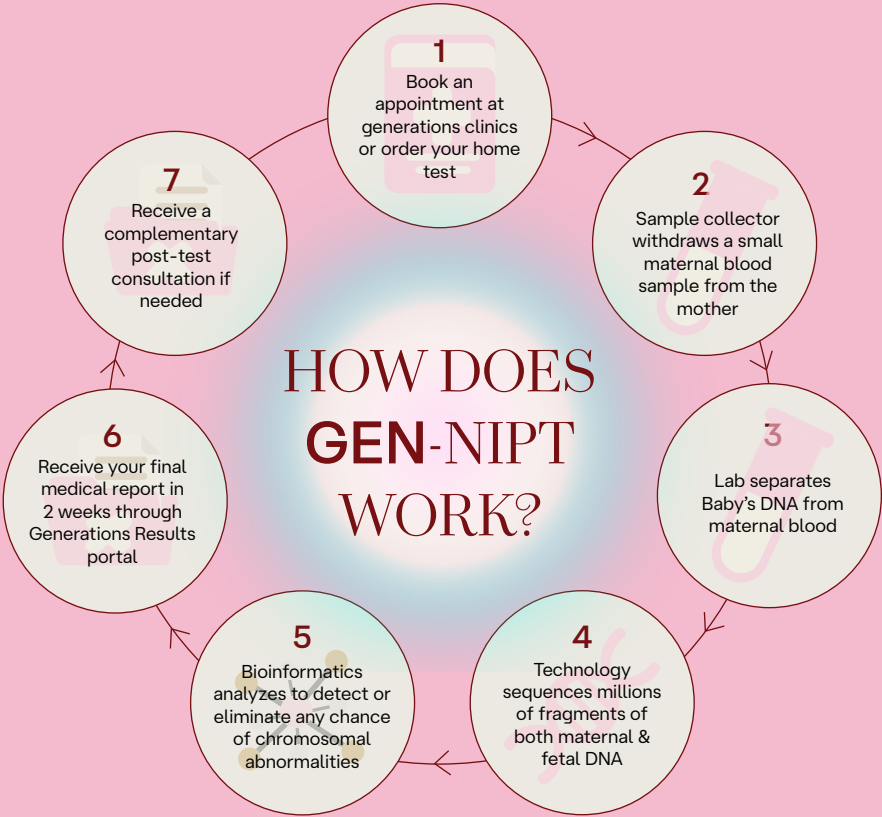 HOW DOES
GEN-NIPT
WORK?
1
Book an
appointment at
generations clinics
or order your home
test
2
Sample collector
withdraws a small
maternal blood
sample from the
mother
3
Lab separates
Baby's DNA from
maternal blood
4
Technology
sequences millions
of fragments of
both maternal &
fetal DNA
5
Bioinformatics
analyzes to detect or
eliminate any chance
of chromosomal
abnormalities
6
Receive your final
medical report in
2 weeks through
Generations Results
portal
7
Receive a
complementary
post-test
consultation if
needed